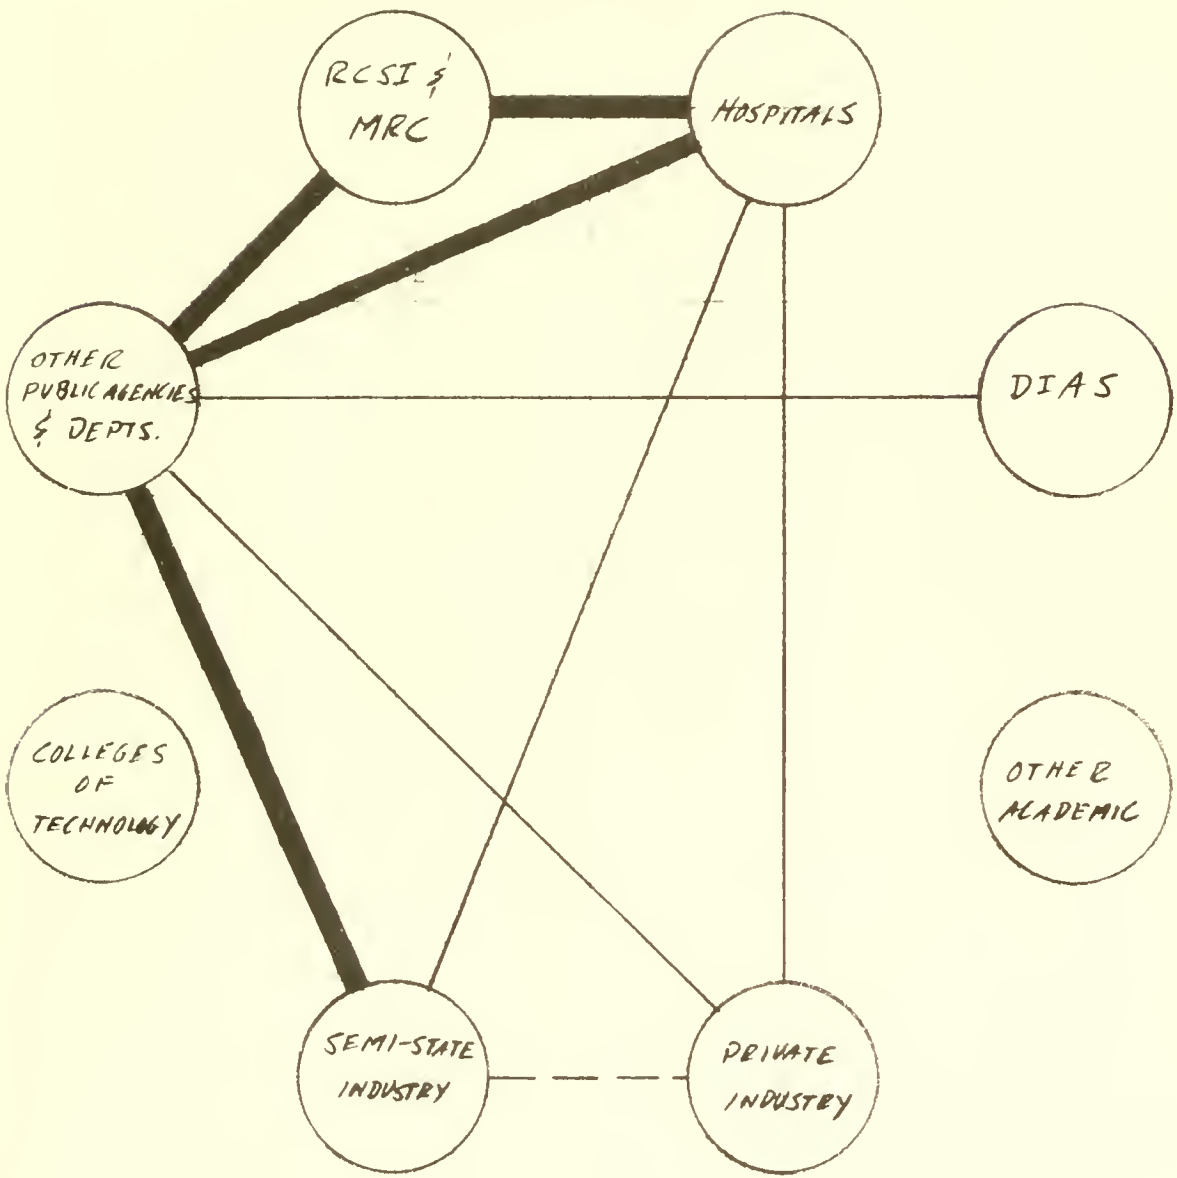 RCSI &
MRC
HOSPITALS
OTHER
PUBLIC AGENCIES
& DEPTS.
DIAS
COLLEGES
OF
TECHNOLOGY
OTHER
ACADEMIC
SEMI-STATE
INDUSTRY
PRIVATE
INDUSTRY